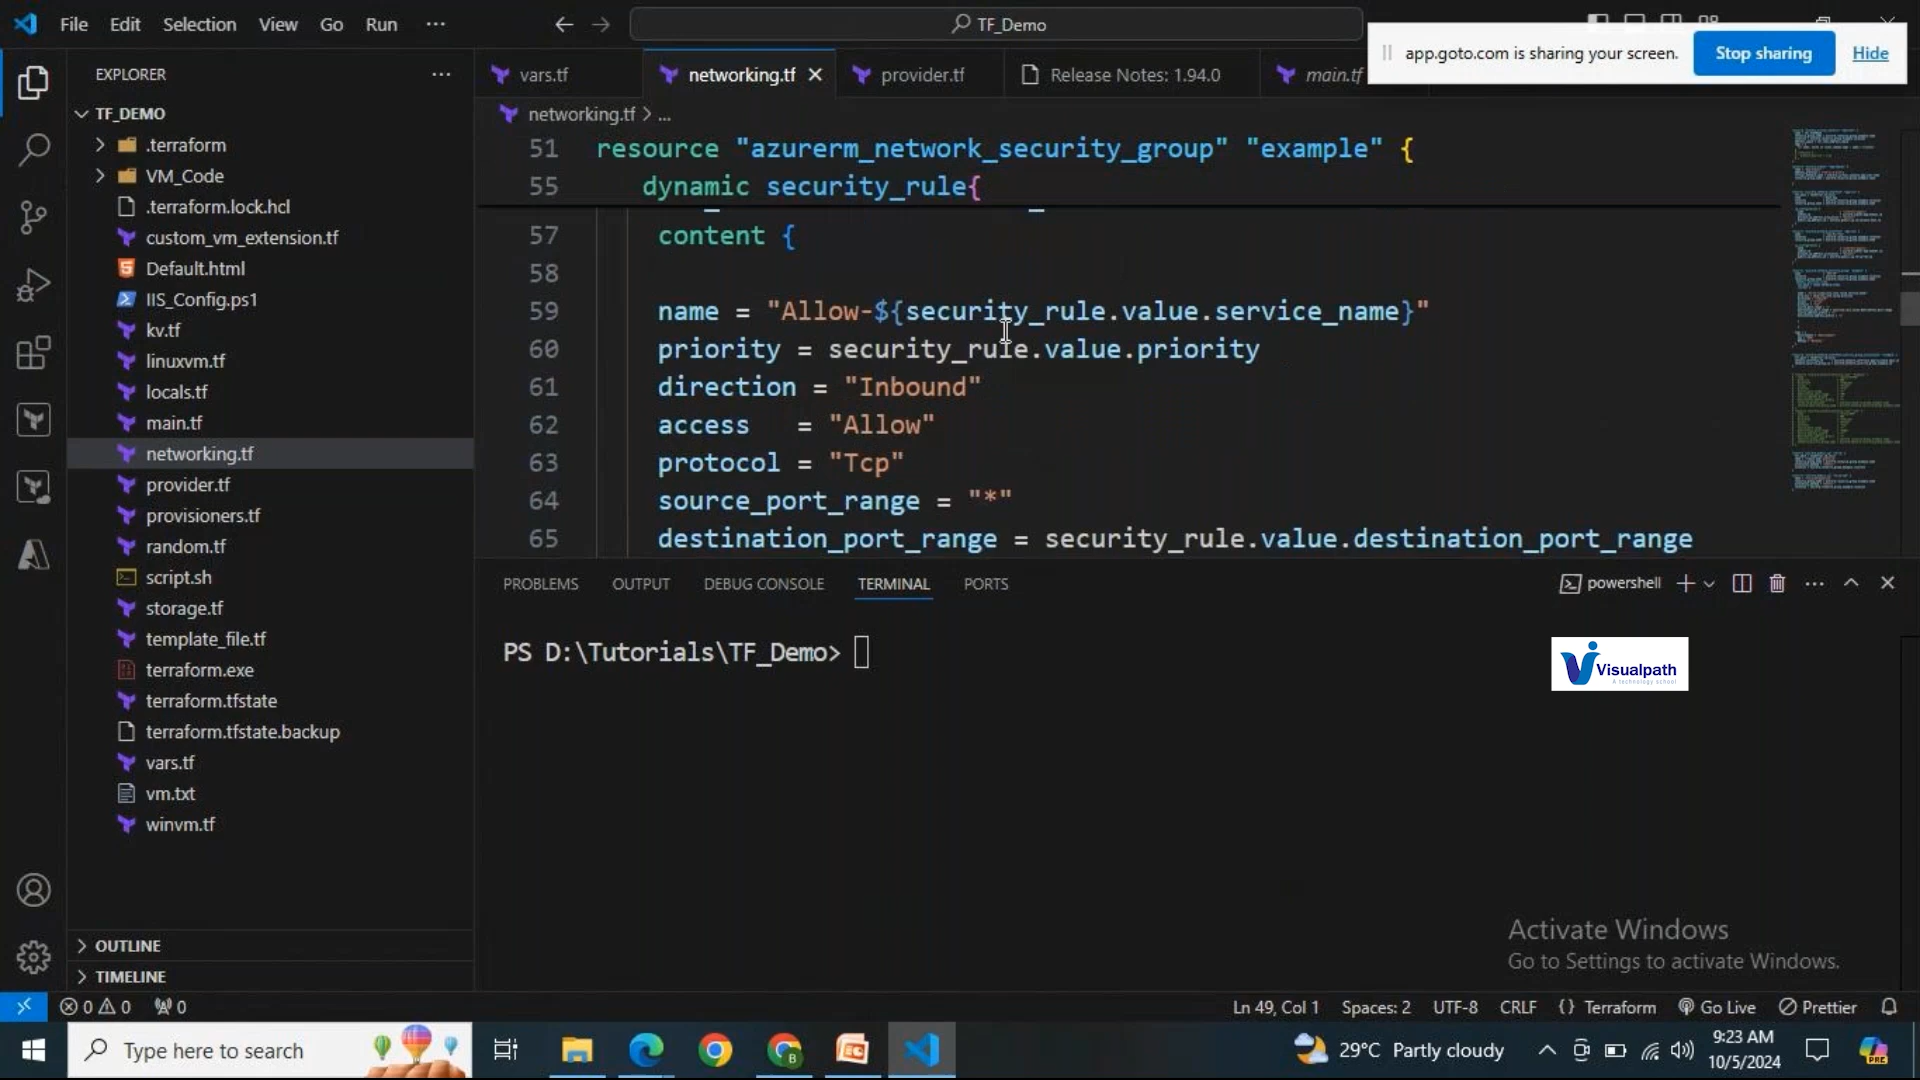 File Edit Selection View Go Run ···
TF_Demo
app.goto.com is sharing your screen. Stop sharing Hide
EXPLORER ···
vars.tf networking.tf provider.tf Release Notes: 1.94.0 main.tf
TF_DEMO
.terraform
VM_Code
.terraform.lock.hcl
custom_vm_extension.tf
Default.html
IIS_Config.ps1
kv.tf
linuxvm.tf
locals.tf
main.tf
networking.tf
provider.tf
provisioners.tf
random.tf
script.sh
storage.tf
template_file.tf
terraform.exe
terraform.tfstate
terraform.tfstate.backup
vars.tf
vm.txt
winvm.tf
OUTLINE
TIMELINE
networking.tf > ...
51 resource "azurerm_network_security_group" "example" {
55 dynamic security_rule{
57 content {
58
59 name = "Allow-${security_rule.value.service_name}"
60 priority = security_rule.value.priority
61 direction = "Inbound"
62 access = "Allow"
63 protocol = "Tcp"
64 source_port_range = "*"
65 destination_port_range = security_rule.value.destination_port_range
PROBLEMS OUTPUT DEBUG CONSOLE TERMINAL PORTS
powershell
PS D:\Tutorials\TF_Demo>
Visualpath
A technology school
Activate Windows
Go to Settings to activate Windows.
0 0 0 Ln 49, Col 1 Spaces: 2 UTF-8 CRLF {} Terraform Go Live Prettier
Type here to search
29°C Partly cloudy
9:23 AM
10/5/2024